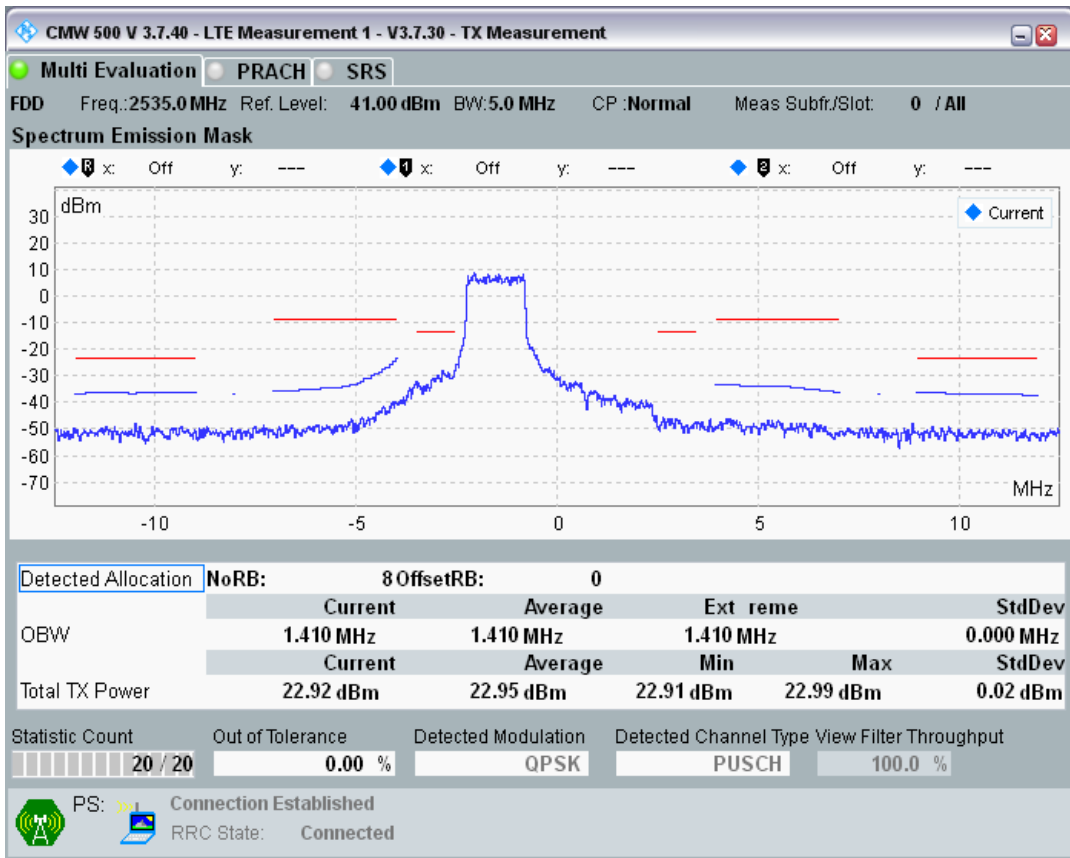 CMW 500 V 3.7.40 - LTE Measurement 1 - V3.7.30 - TX Measurement
Multi Evaluation PRACH SRS
FDD Freq.:2535.0 MHz Ref. Level: 41.00 dBm BW:5.0 MHz CP :Normal Meas Subfr./Slot: 0 / All
Spectrum Emission Mask
R x: Off y: --- 1 x: Off y: --- 2 x: Off y: ---
dBm
Current
30
20
10
0
-10
-20
-30
-40
-50
-60
-70
MHz
-10 -5 0 5 10
Detected Allocation NoRB: 8 OffsetRB: 0
Current Average Ext reme StdDev
OBW 1.410 MHz 1.410 MHz 1.410 MHz 0.000 MHz
Current Average Min Max StdDev
Total TX Power 22.92 dBm 22.95 dBm 22.91 dBm 22.99 dBm 0.02 dBm
Statistic Count Out of Tolerance Detected Modulation Detected Channel Type View Filter Throughput
20 / 20 0.00 % QPSK PUSCH 100.0 %
PS: Connection Established
RRC State: Connected